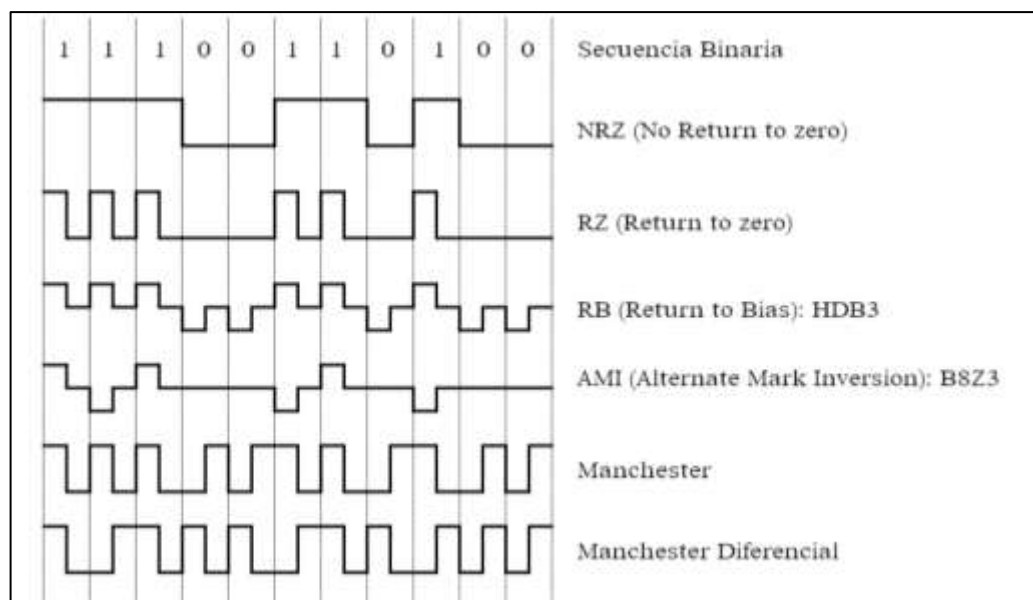 1 1 1 0 0 1 1 0 1 0 0 Secuencia Binaria
NRZ (No Return to zero)
RZ (Return to zero)
RB (Return to Bias): HDB3
AMI (Alternate Mark Inversion): B8Z3
Manchester
Manchester Diferencial